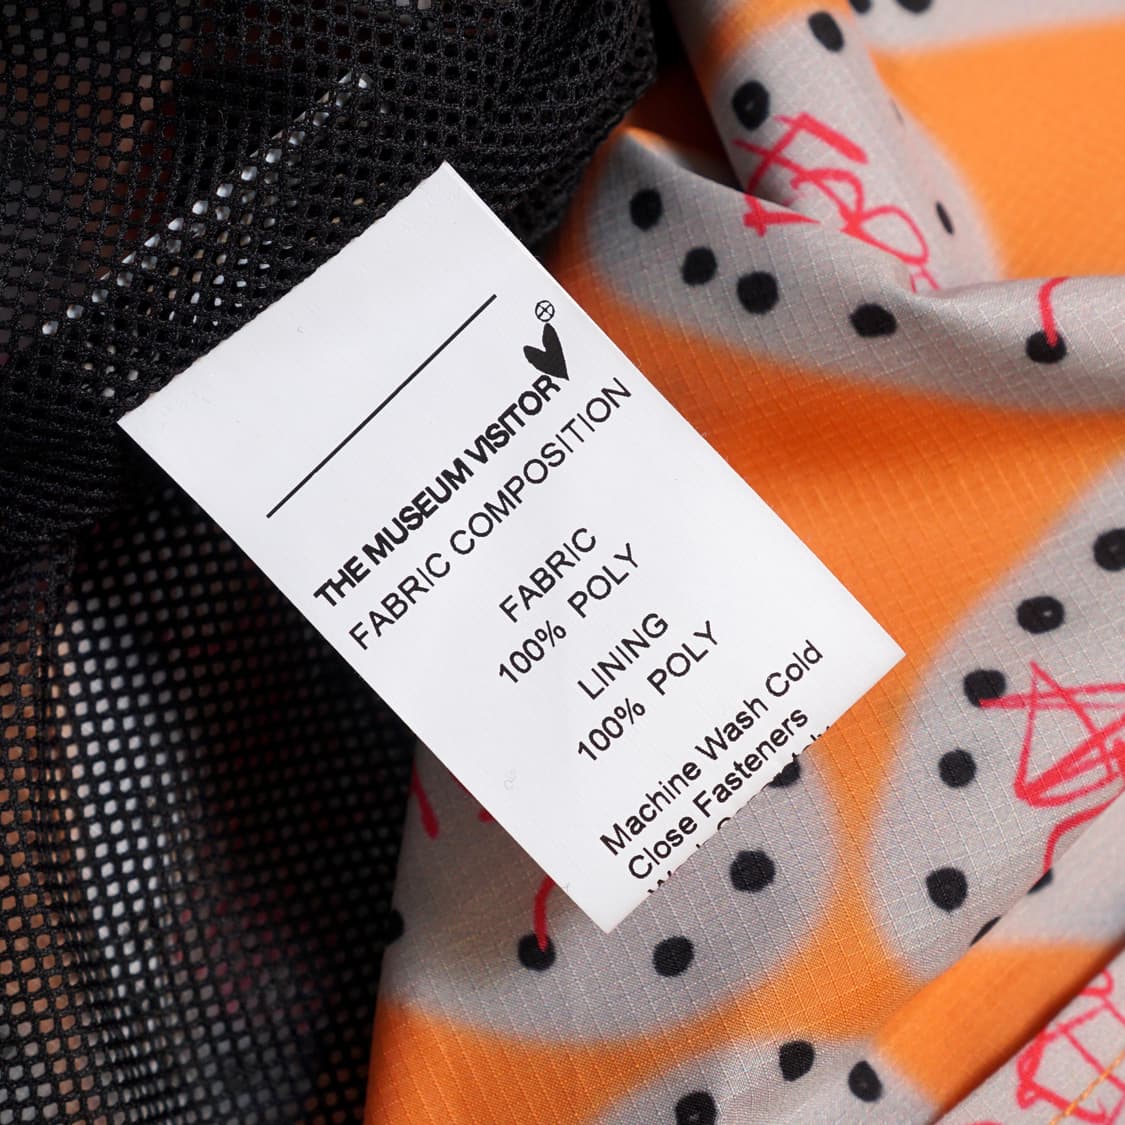 THE MUSEUM VISITOR
FABRIC COMPOSITION
FABRIC
100% POLY
LINING
100% POLY
Machine Wash Cold
Close Fasteners